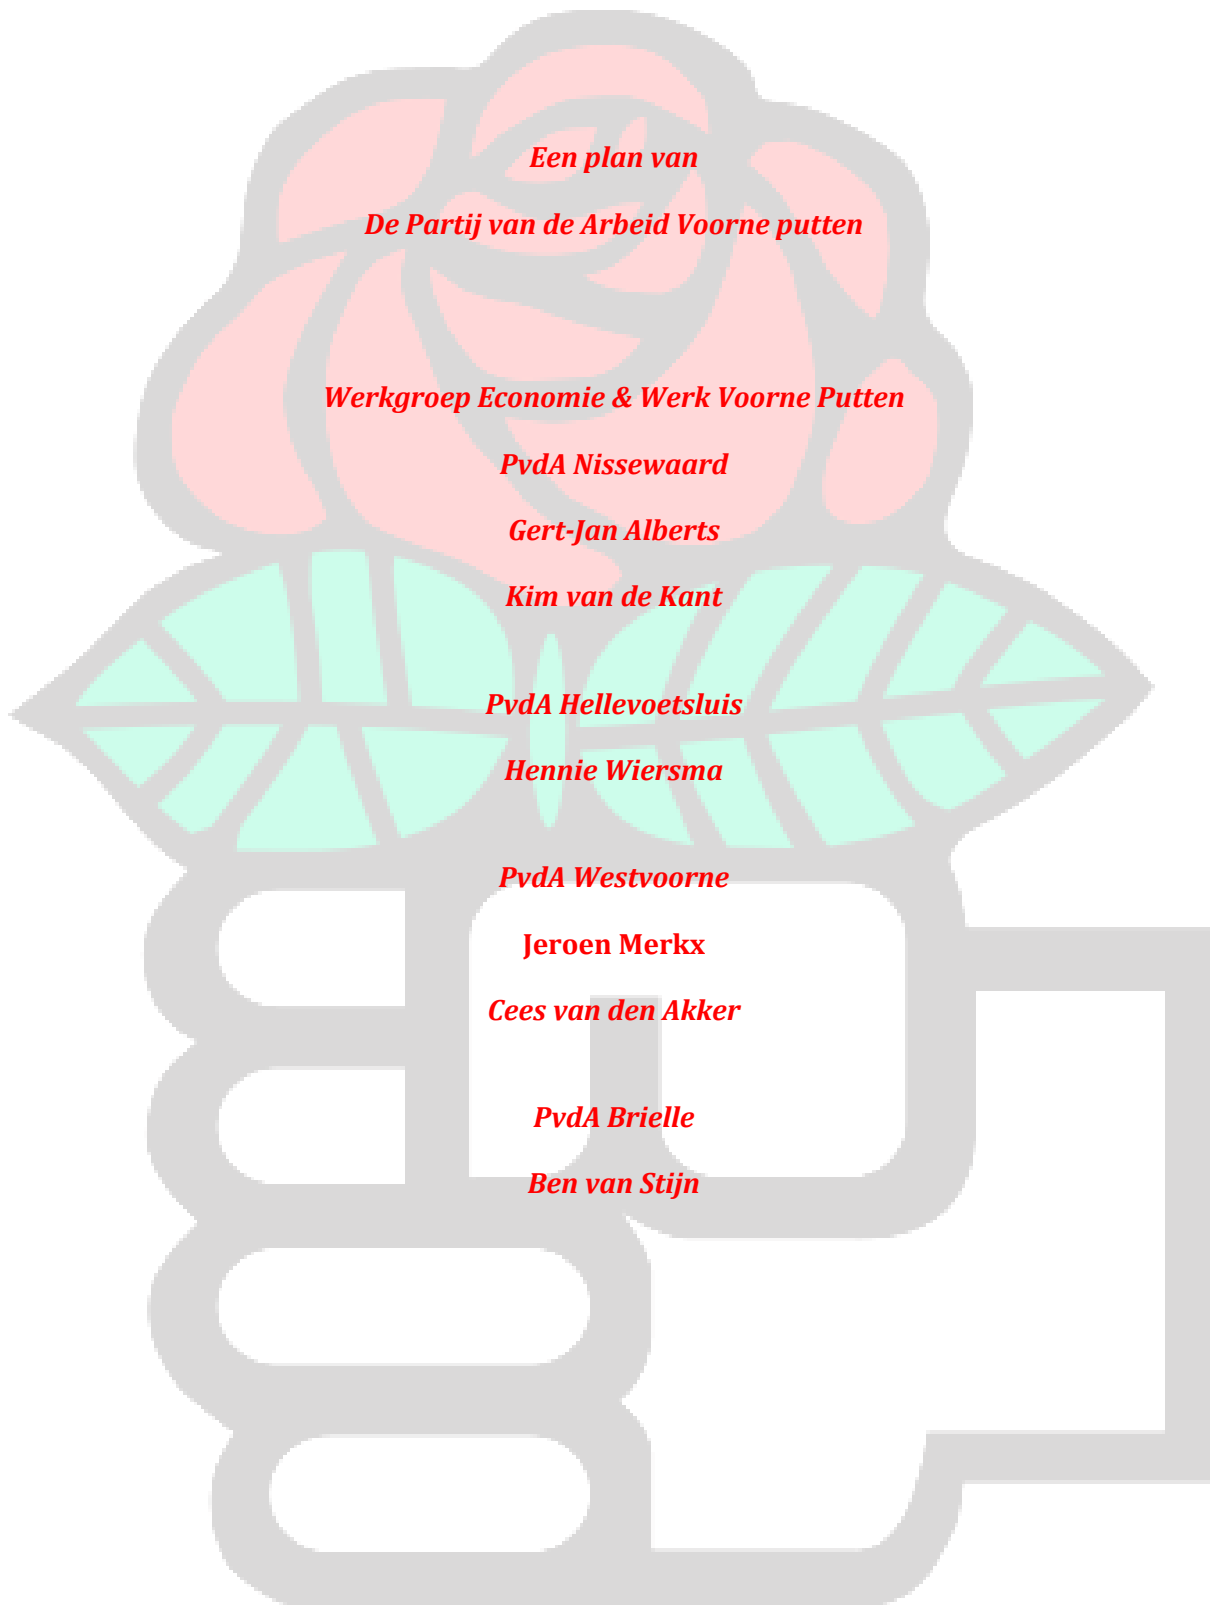 Een plan van
De Partij van de Arbeid Voorne putten
Werkgroep Economie & Werk Voorne Putten
PvdA Nissewaard
Gert-Jan Alberts
Kim van de Kant
PvdA Hellevoetsluis
Hennie Wiersma
PvdA Westvoorne
Jeroen Merkx
Cees van den Akker
PvdA Brielle
Ben van Stijn